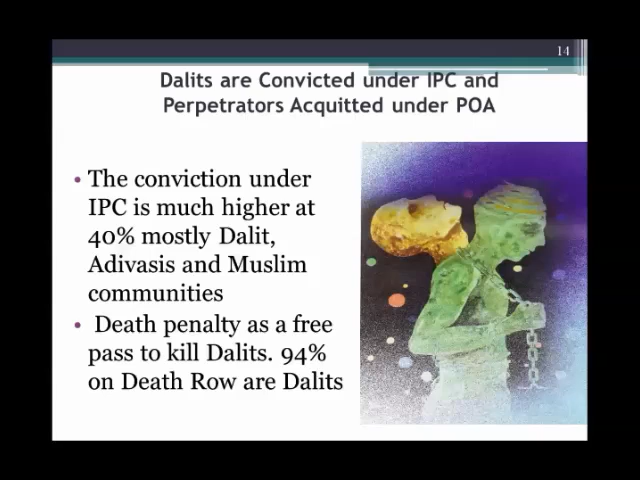 14
Dalits are Convicted under IPC and
Perpetrators Acquitted under POA
• The conviction under
IPC is much higher at
40% mostly Dalit,
Adivasis and Muslim
communities
• Death penalty as a free
pass to kill Dalits. 94%
on Death Row are Dalits